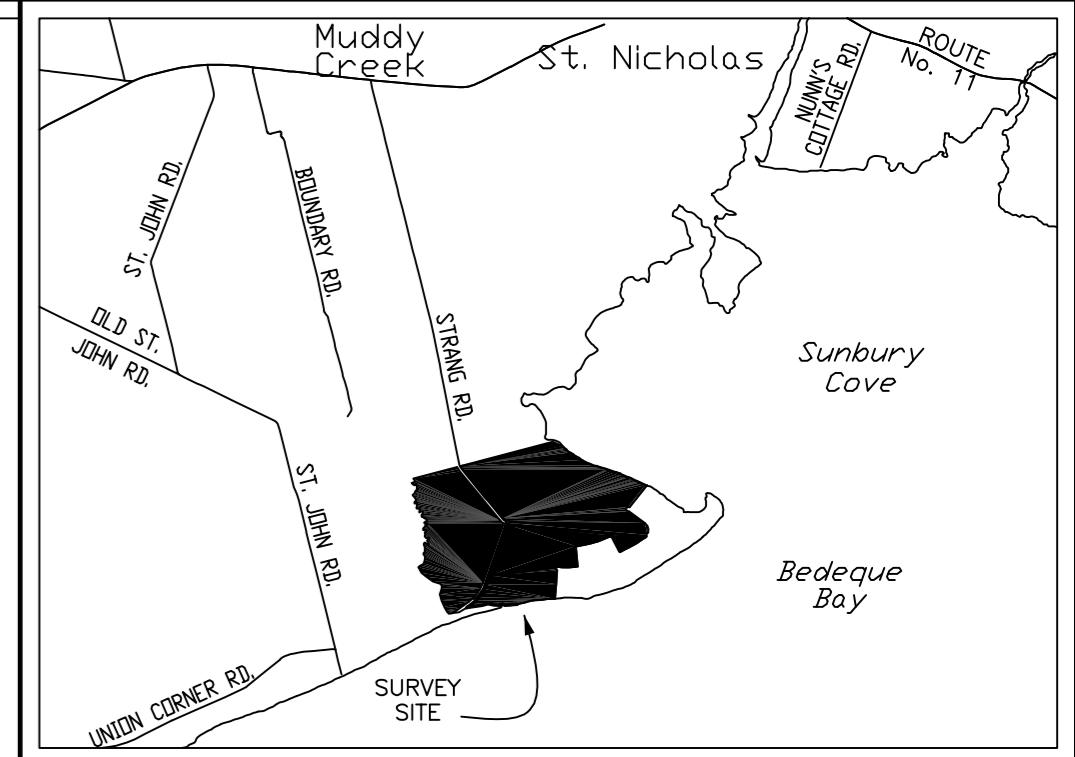 Muddy
Creek
St. Nicholas
ROUTE
No. 11
NUNN'S
COTTAGE RD.
ST. JOHN RD.
BOUNDARY RD.
STRANG RD.
OLD ST.
JOHN RD.
Sunbury
Cove
ST. JOHN RD.
Bedeque
Bay
UNION CORNER RD.
SURVEY
SITE